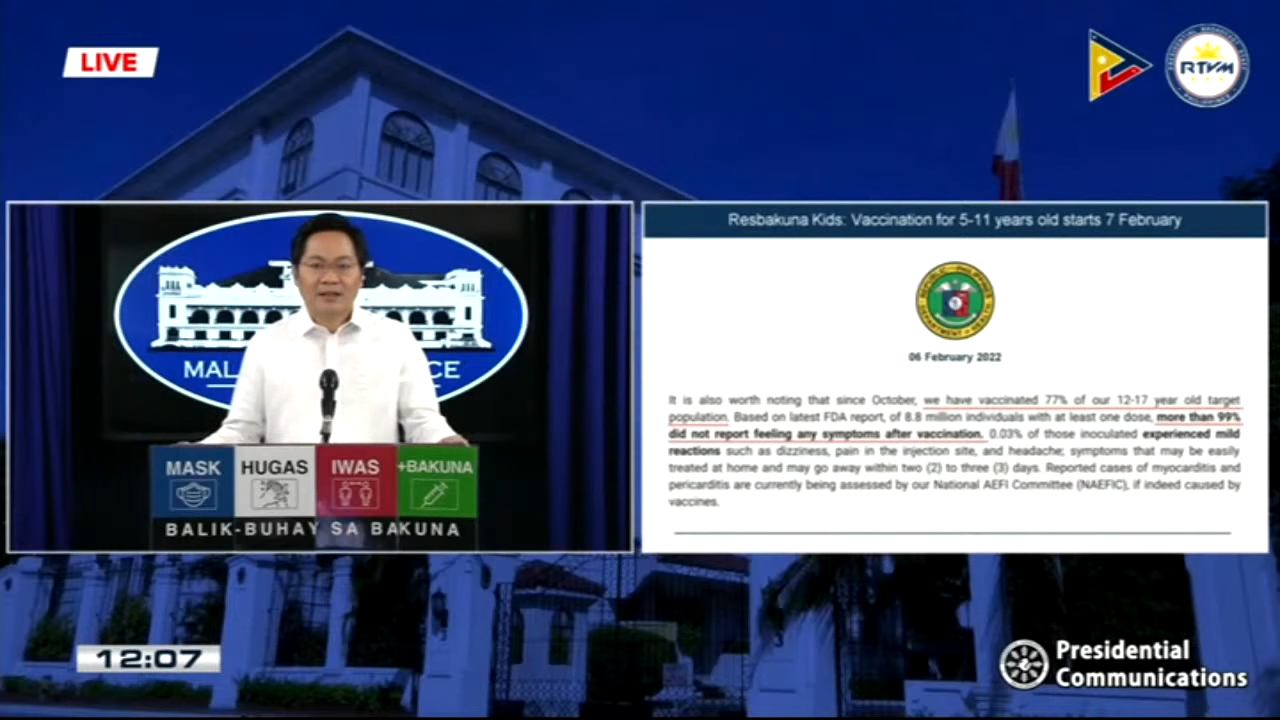 LIVE
RTVM
Resbakuna Kids: Vaccination for 5-11 years old starts 7 February
06 February 2022
It is also worth noting that since October, we have vaccinated 77% of our 12-17 year old target
population. Based on latest FDA report, of 8.8 million individuals with at least one dose, more than 99%
did not report feeling any symptoms after vaccination. 0.03% of those inoculated experienced mild
reactions such as dizziness, pain in the injection site, and headache; symptoms that may be easily
treated at home and may go away within two (2) to three (3) days. Reported cases of myocarditis and
pericarditis are currently being assessed by our National AEFI Committee (NAEFIC), if indeed caused by
vaccines.
MASK HUGAS IWAS +BAKUNA
BALIK-BUHAY SA BAKUNA
12:07
Presidential
Communications